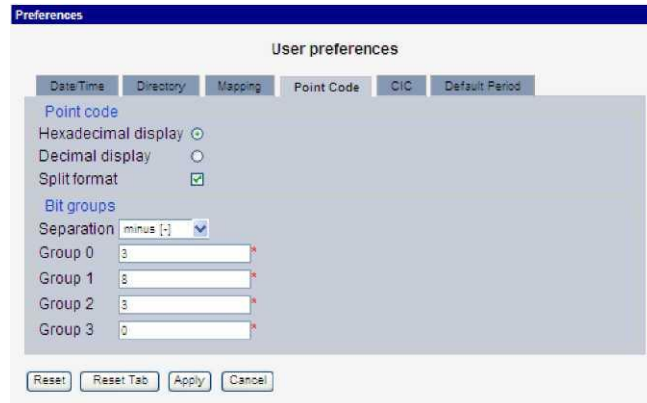 Preferences
User preferences
Date/Time Directory Mapping Point Code CIC Default Period
Point code
Hexadecimal display
Decimal display
Split format
Bit groups
Separation minus [-]
Group 0 3 *
Group 1 8 *
Group 2 3 *
Group 3 0 *
Reset Reset Tab Apply Cancel